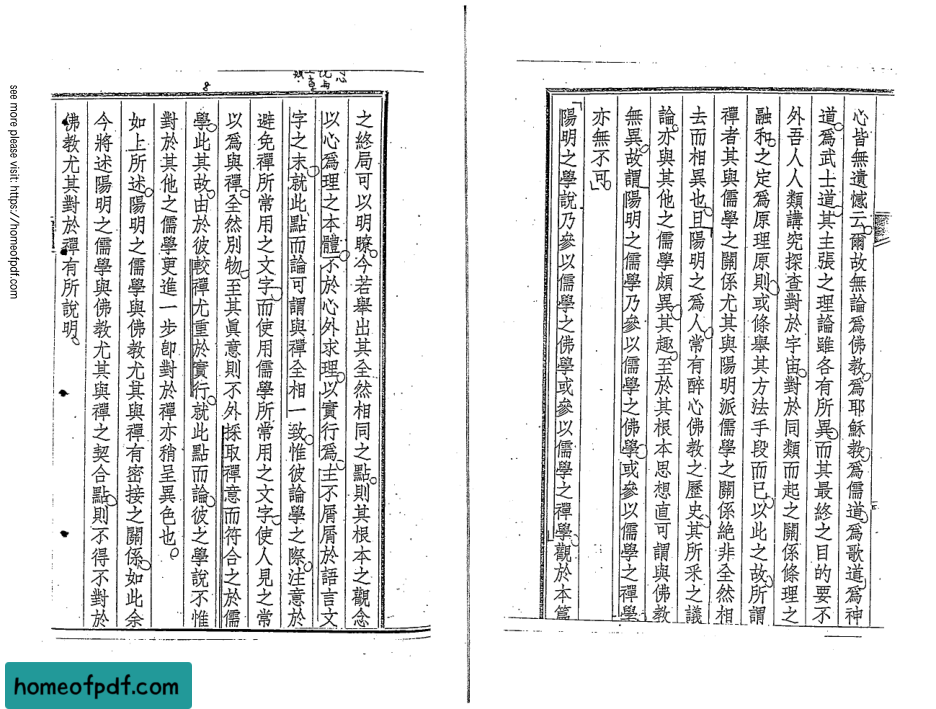 心皆無遺憾云爾故無論爲佛教爲耶穌教爲儒道爲歌道爲神
道爲武士道其主張之理論雖各有所異而其最終之目的要不
外吾人人類講究探查對於宇宙對於同類而起之關係條理之
融和之定爲原理原則或條舉其方法手段而已以此之故所謂
禪者其與儒學之關係尤其與陽明派儒學之關係絶非全然相
去而相異也且陽明之爲人常有醉心佛教之歷史其所釆之議
論亦與其他之儒學頗異其趣至於其根本思想直可謂與佛教
無異故謂陽明之儒學乃參以儒學之佛學或參以儒學之禪學
亦無不可
陽明之學說乃參以儒學之佛學或參以儒學之禪學觀於本篇
之終局可以明瞭今若舉出其全然相同之點則其根本之觀念
以心爲理之本體不於心外求理以實行爲主不屑屑於語言文
字之末就此點而論可謂與禪全相一致惟彼論學之際注意於
避免禪所常用之文字而使用儒學所常用之文字使人見之常
以爲與禪全然別物至其眞意則不外採取禪意而符合之於儒
學此其故由於彼較禪尤重於實行就此點而論彼之學說不惟
對於其他之儒學更進一步卽對於禪亦稍呈異色也
如上所述陽明之儒學與佛教尤其與禪有密接之關係如此余
今將述陽明之儒學與佛教尤其與禪之契合點則不得不對於
佛教尤其對於禪有所說明
8
see more please visit: https://homeofpdf.com
homeofpdf.com